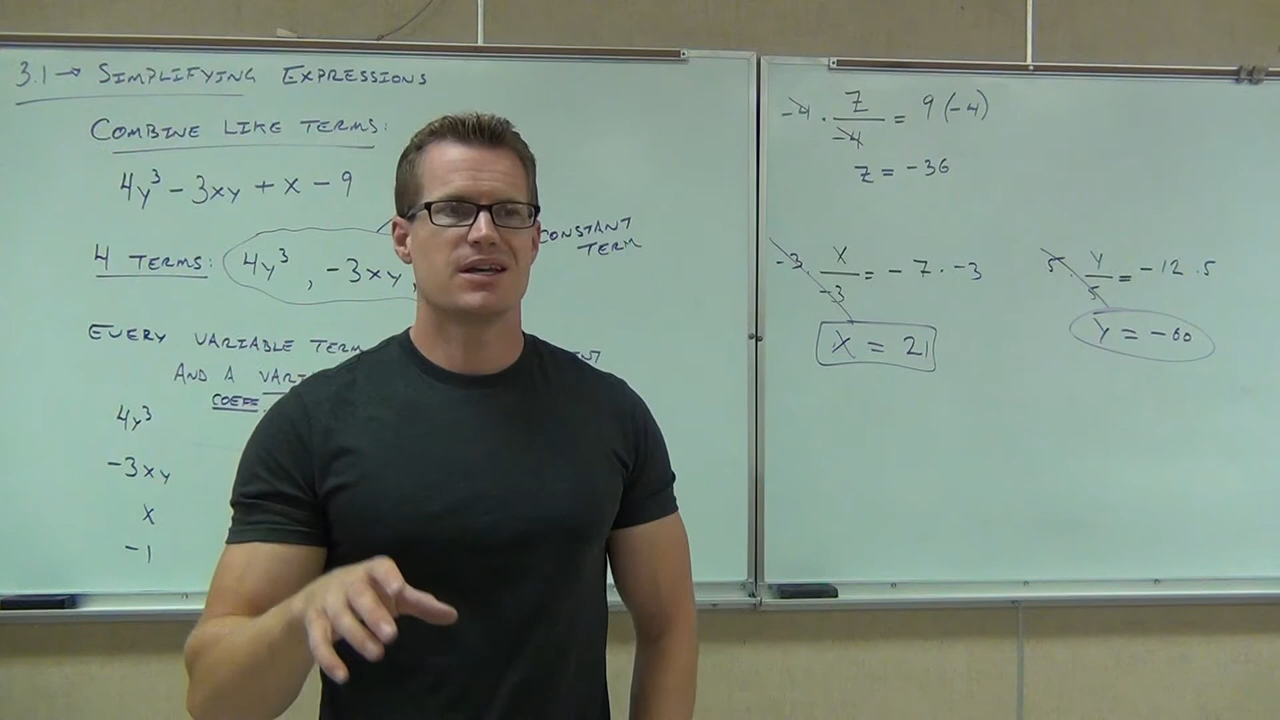 3.1 → SIMPLIFYING EXPRESSIONS
COMBINE LIKE TERMS:
4y³ - 3xy + x - 9
4 TERMS: 4y³, -3xy,
CONSTANT
TERM
EVERY VARIABLE TERM
AND A
COEFF
4y³
-3xy
x
-1
-4 · z/-4 = 9(-4)
z = -36
-3 · x/-3 = -7 · -3
x = 21
5 · y/5 = -12 · 5
y = -60